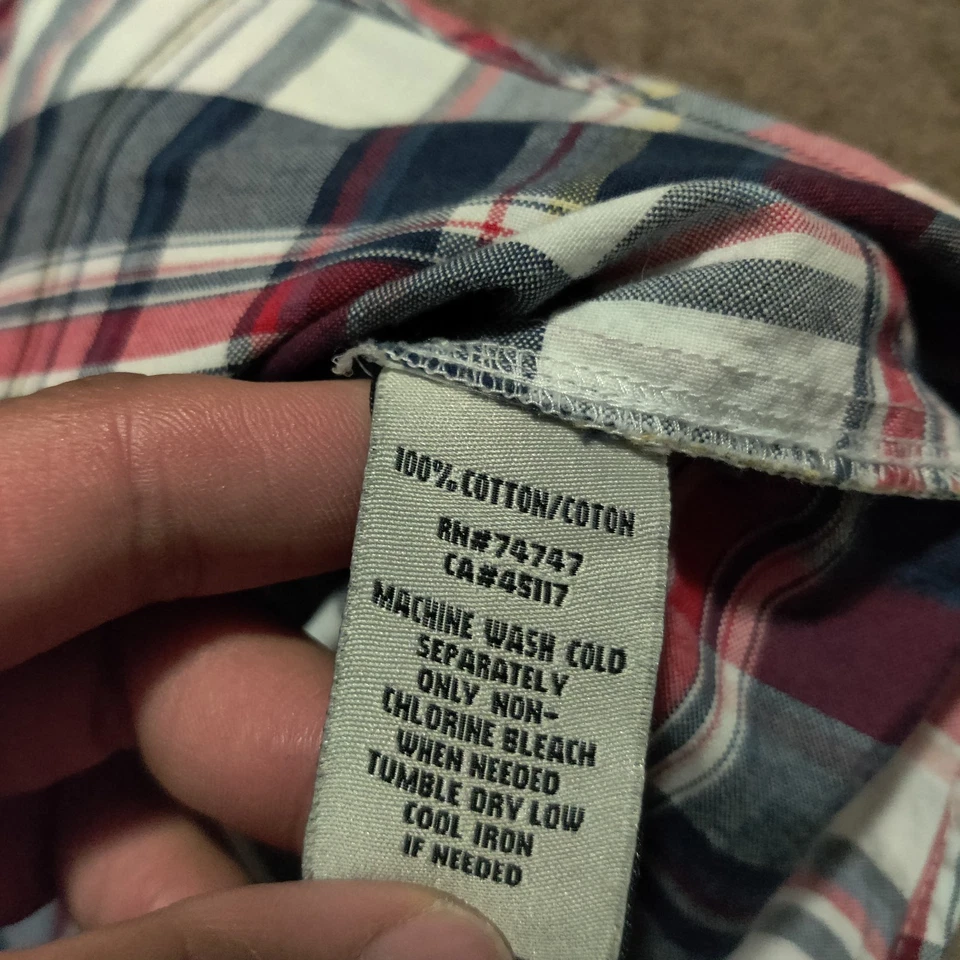 100% COTTON/COTON
RN#74747
CA#45117
MACHINE WASH COLD
SEPARATELY
ONLY NON-
CHLORINE BLEACH
WHEN NEEDED
TUMBLE DRY LOW
COOL IRON
IF NEEDED